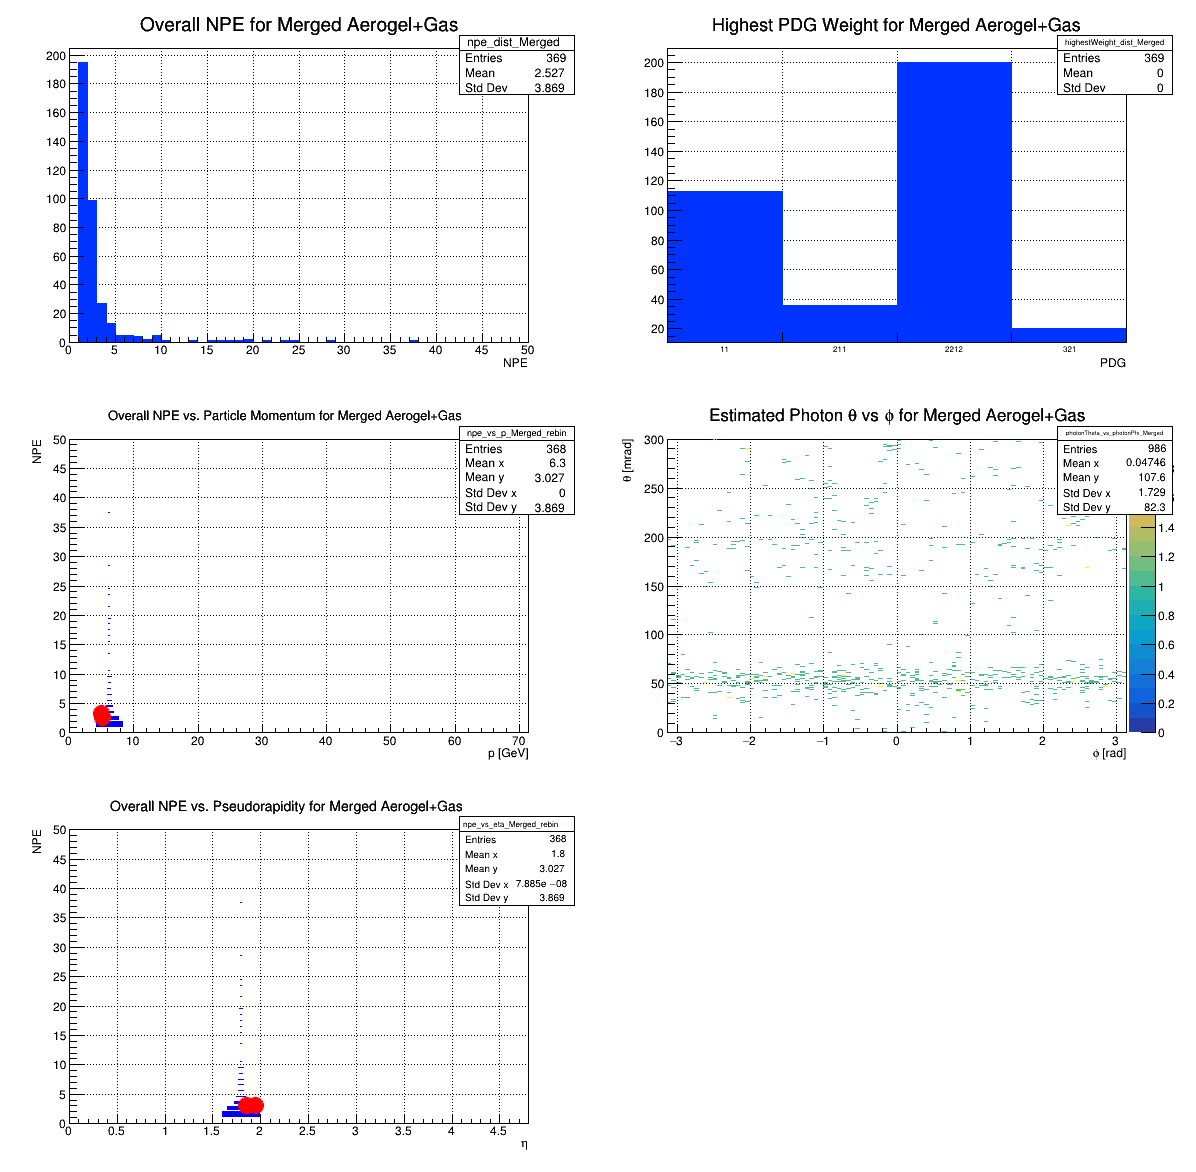 Overall NPE for Merged Aerogel+Gas
npe_dist_Merged
Entries 369
Mean 2.527
Std Dev 3.869
200
180
160
140
120
100
80
60
40
20
0
0 5 10 15 20 25 30 35 40 45 50
NPE
Highest PDG Weight for Merged Aerogel+Gas
highestWeight_dist_Merged
Entries 369
Mean 0
Std Dev 0
200
180
160
140
120
100
80
60
40
20
11 211 2212 321
PDG
Overall NPE vs. Particle Momentum for Merged Aerogel+Gas
npe_vs_p_Merged_rebin
Entries 368
Mean x 6.3
Mean y 3.027
Std Dev x 0
Std Dev y 3.869
NPE
50
45
40
35
30
25
20
15
10
5
0
0 10 20 30 40 50 60 70
p [GeV]
Estimated Photon θ vs ϕ for Merged Aerogel+Gas
photonTheta_vs_photonPhi_Merged
Entries 986
Mean x 0.04746
Mean y 107.6
Std Dev x 1.729
Std Dev y 82.3
θ [mrad]
300
250
200
150
100
50
0
−3 −2 −1 0 1 2 3
ϕ [rad]
1.4
1.2
1
0.8
0.6
0.4
0.2
0
Overall NPE vs. Pseudorapidity for Merged Aerogel+Gas
npe_vs_eta_Merged_rebin
Entries 368
Mean x 1.8
Mean y 3.027
Std Dev x 7.885e −08
Std Dev y 3.869
NPE
50
45
40
35
30
25
20
15
10
5
0
0 0.5 1 1.5 2 2.5 3 3.5 4 4.5
η